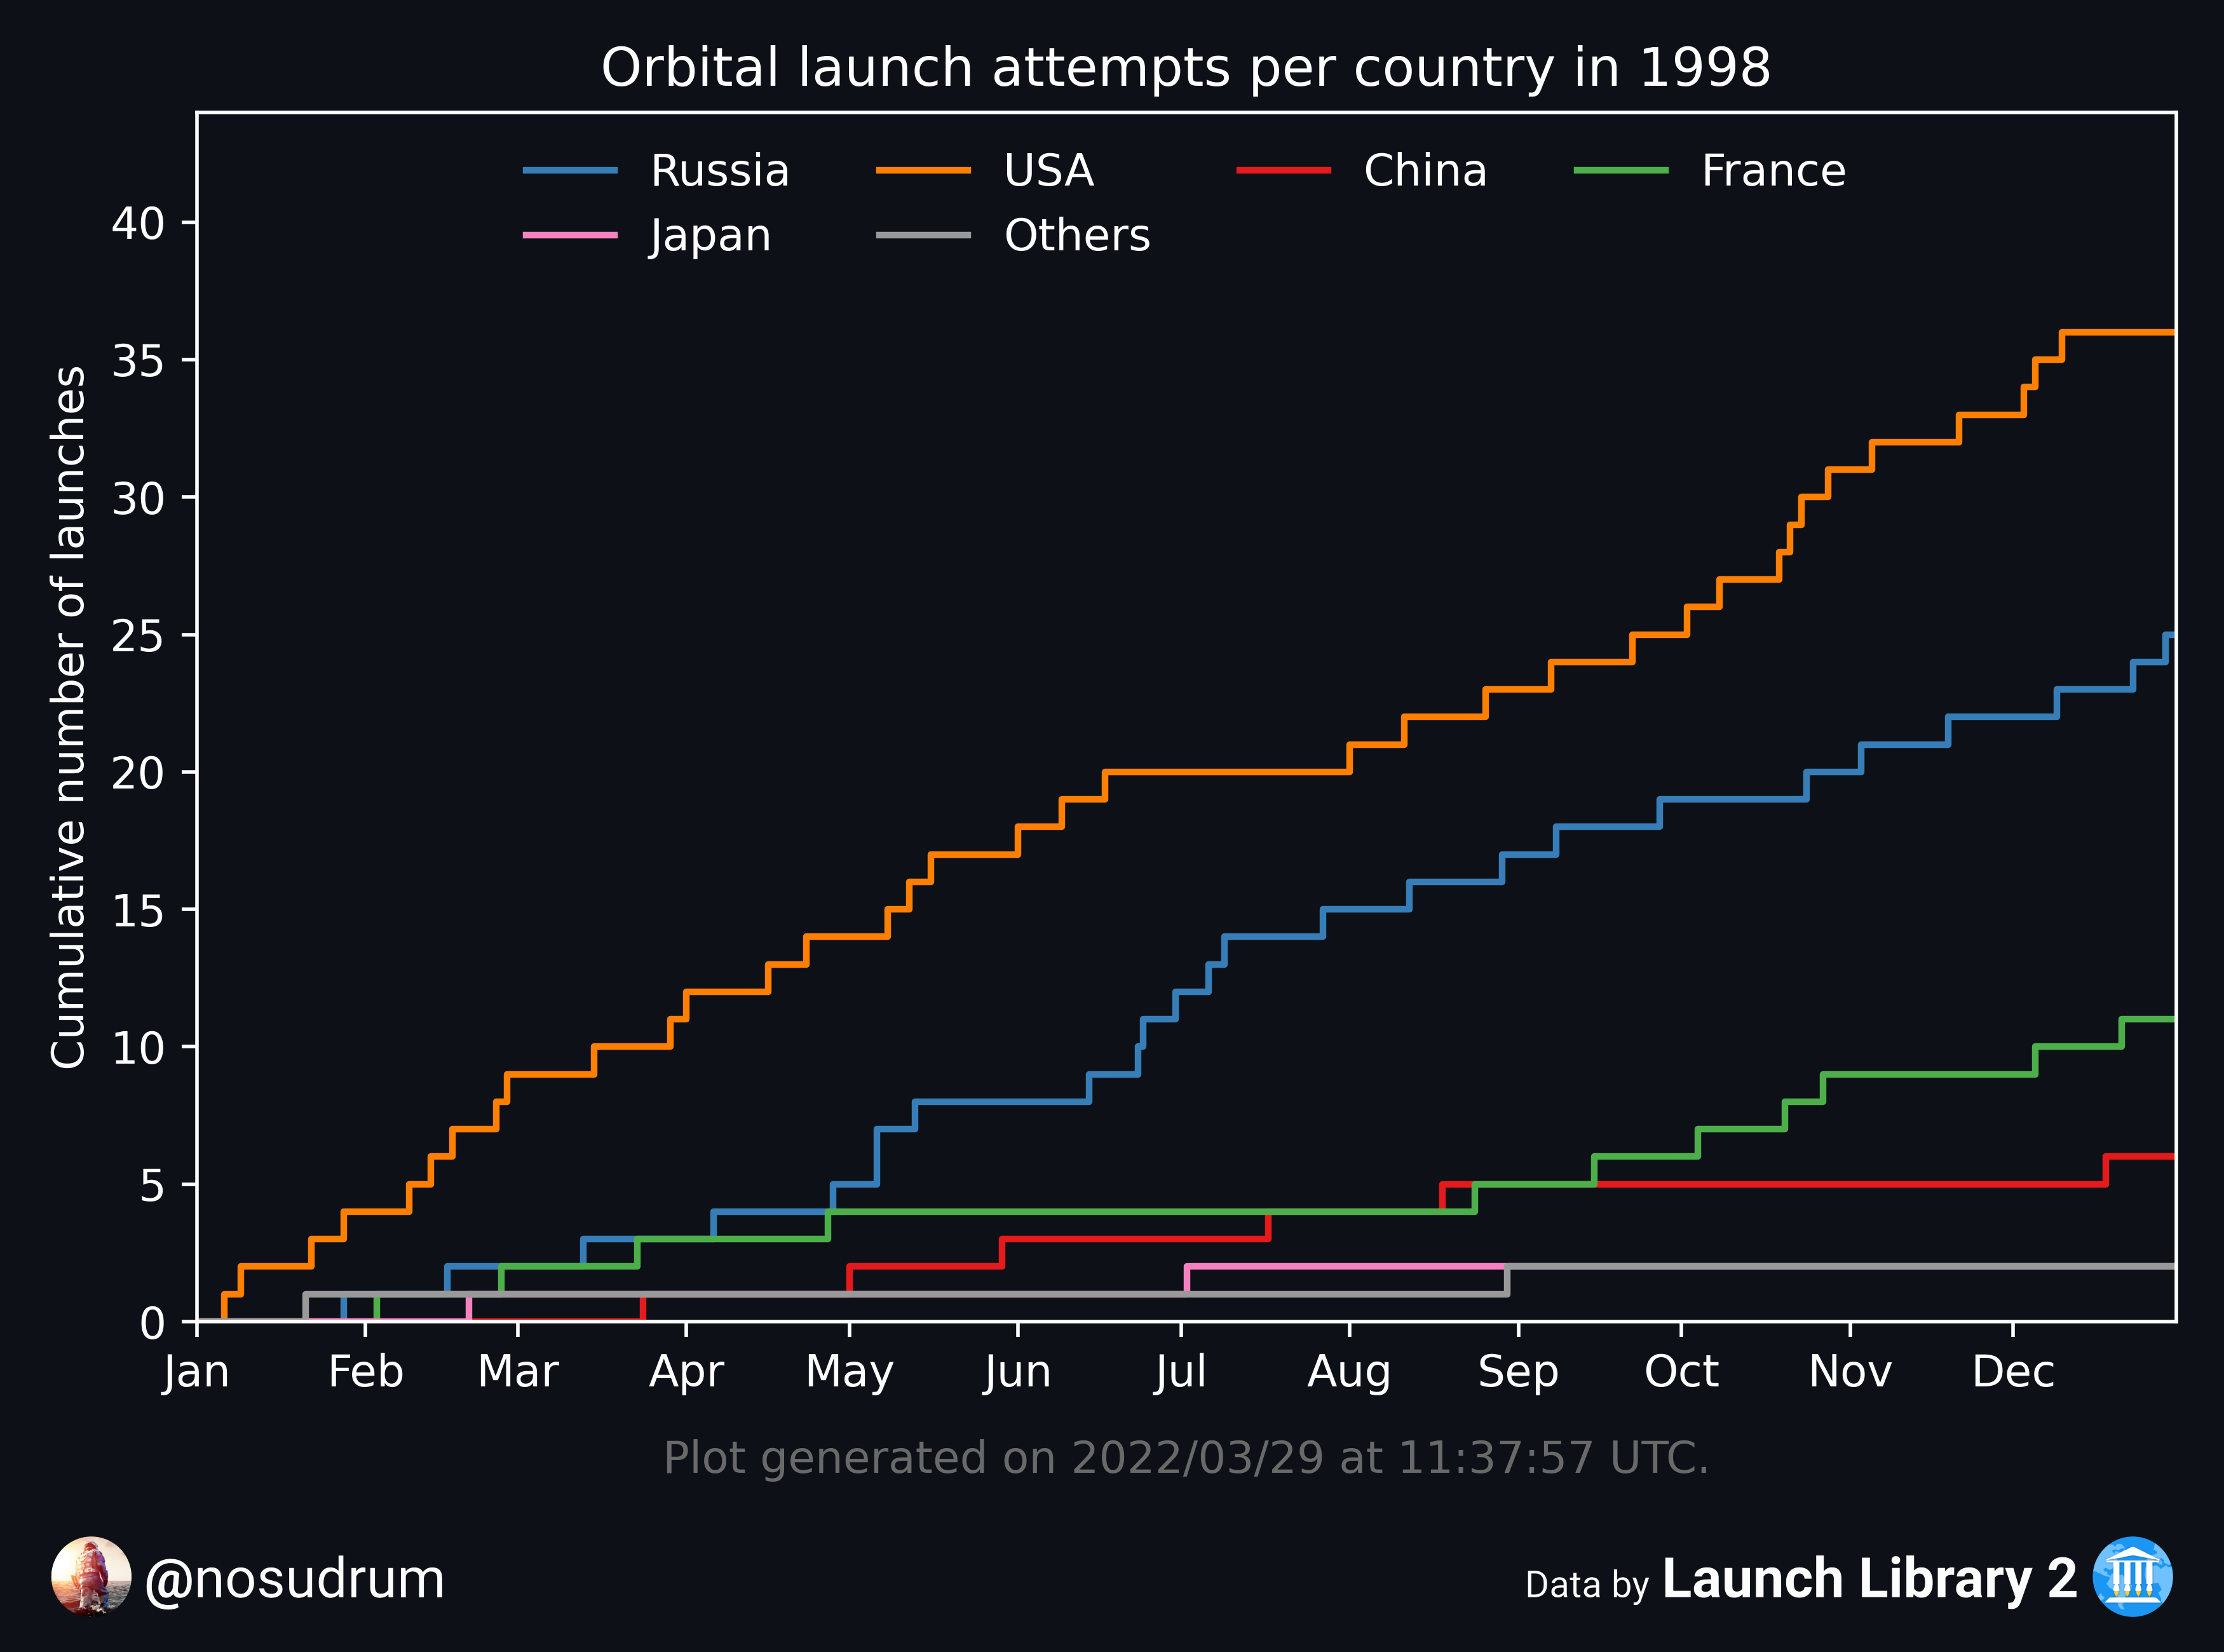 Orbital launch attempts per country in 1998
Russia USA China France
Japan Others
Cumulative number of launches
40
35
30
25
20
15
10
5
0
Jan Feb Mar Apr May Jun Jul Aug Sep Oct Nov Dec
Plot generated on 2022/03/29 at 11:37:57 UTC.
@nosudrum
Data by Launch Library 2